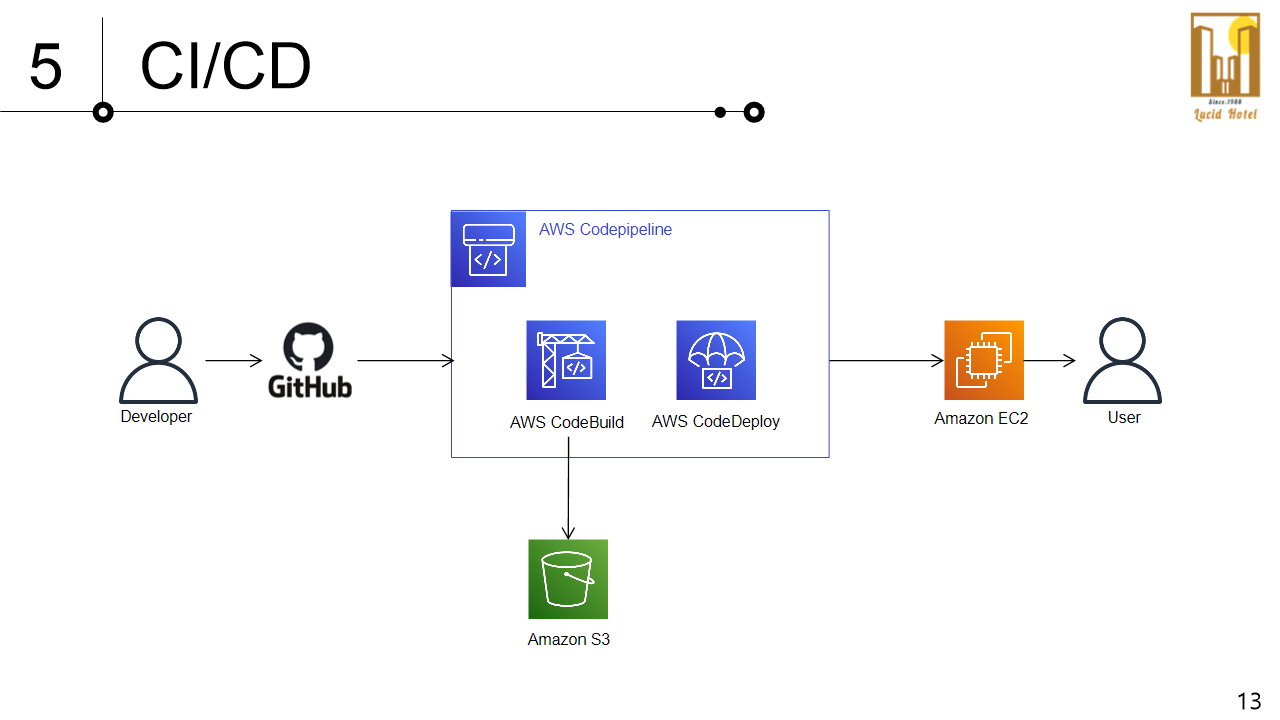 5
CI/CD
Since.1988
Lucid Hotel
AWS Codepipeline
</>
</>
</>
GitHub
Developer
AWS CodeBuild
AWS CodeDeploy
Amazon EC2
User
Amazon S3
13